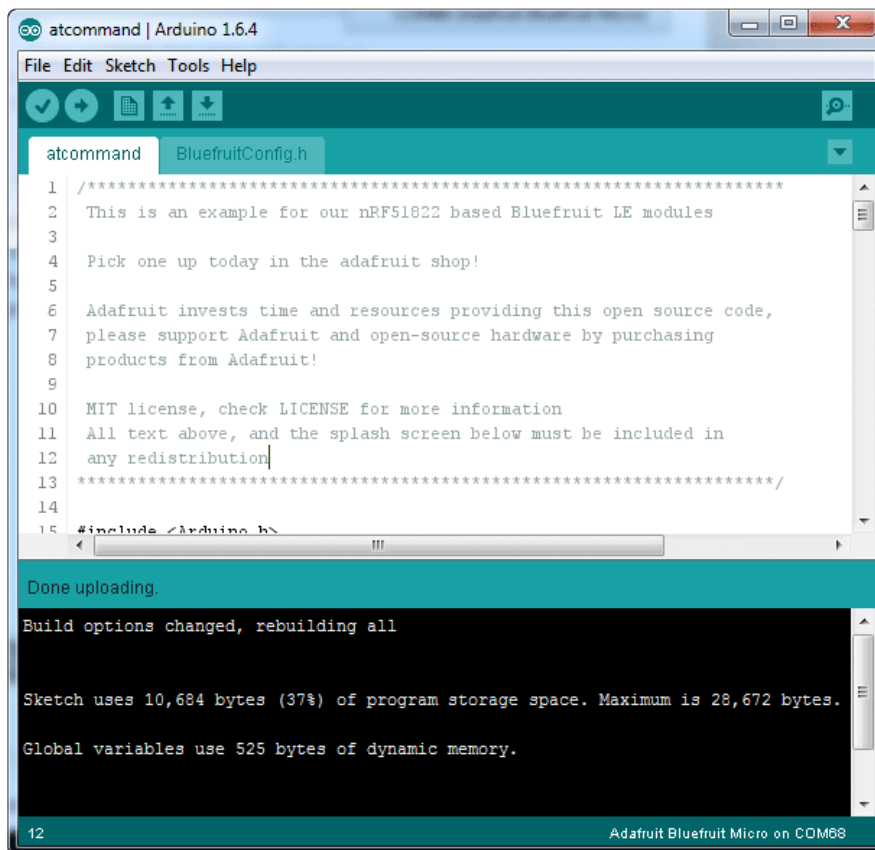 atcommand | Arduino 1.6.4
File Edit Sketch Tools Help
atcommand BluefruitConfig.h
1 /*********************************************************************
2 This is an example for our nRF51822 based Bluefruit LE modules
3
4 Pick one up today in the adafruit shop!
5
6 Adafruit invests time and resources providing this open source code,
7 please support Adafruit and open-source hardware by purchasing
8 products from Adafruit!
9
10 MIT license, check LICENSE for more information
11 All text above, and the splash screen below must be included in
12 any redistribution
13 *********************************************************************/
14
15 #include <Arduino.h>
Done uploading.
Build options changed, rebuilding all
Sketch uses 10,684 bytes (37%) of program storage space. Maximum is 28,672 bytes.
Global variables use 525 bytes of dynamic memory.
12 Adafruit Bluefruit Micro on COM68